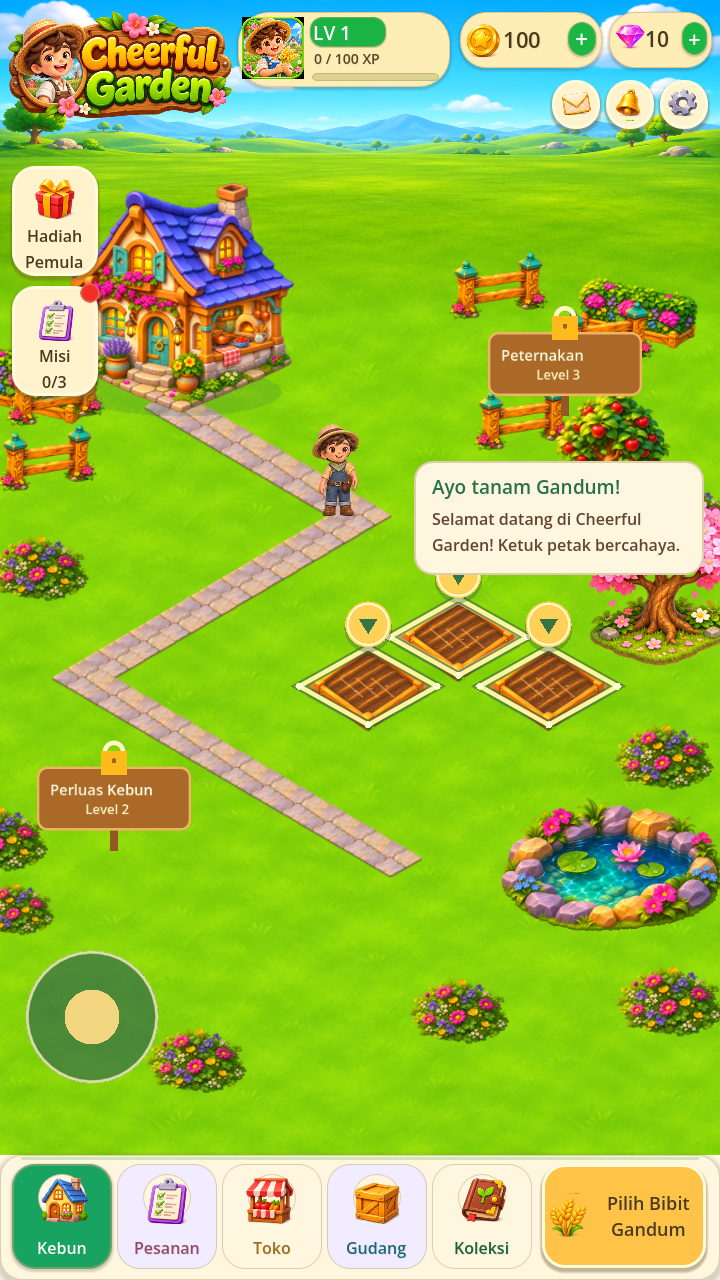 Cheerful
Garden
LV 1
0 / 100 XP
100
+
10
+
Hadiah
Pemula
Misi
0/3
Peternakan
Level 3
Ayo tanam Gandum!
Selamat datang di Cheerful
Garden! Ketuk petak bercahaya.
Perluas Kebun
Level 2
Kebun
Pesanan
Toko
Gudang
Koleksi
Pilih Bibit
Gandum